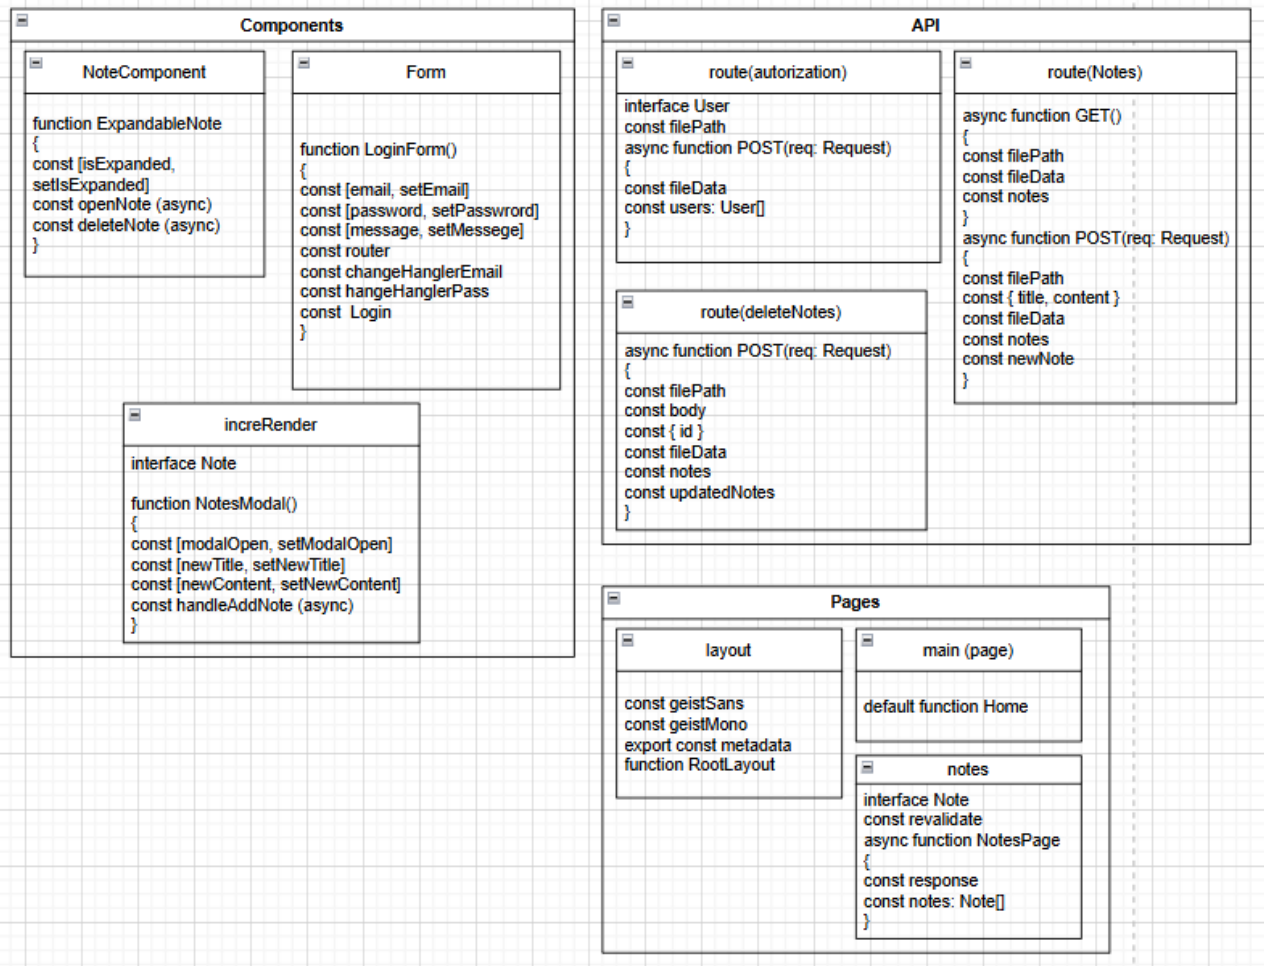 Components
NoteComponent
function ExpandableNote
{
const [isExpanded,
setIsExpanded]
const openNote (async)
const deleteNote (async)
}
Form
function LoginForm()
{
const [email, setEmail]
const [password, setPasswrord]
const [message, setMessege]
const router
const changeHanglerEmail
const hangeHanglerPass
const  Login
}
increRender
interface Note
function NotesModal()
{
const [modalOpen, setModalOpen]
const [newTitle, setNewTitle]
const [newContent, setNewContent]
const handleAddNote (async)
}
API
route(autorization)
interface User
const filePath
async function POST(req: Request)
{
const fileData
const users: User[]
}
route(Notes)
async function GET()
{
const filePath
const fileData
const notes
}
async function POST(req: Request)
{
const filePath
const { title, content }
const fileData
const notes
const newNote
}
route(deleteNotes)
async function POST(req: Request)
{
const filePath
const body
const { id }
const fileData
const notes
const updatedNotes
}
Pages
layout
const geistSans
const geistMono
export const metadata
function RootLayout
main (page)
default function Home
notes
interface Note
const revalidate
async function NotesPage
{
const response
const notes: Note[]
}